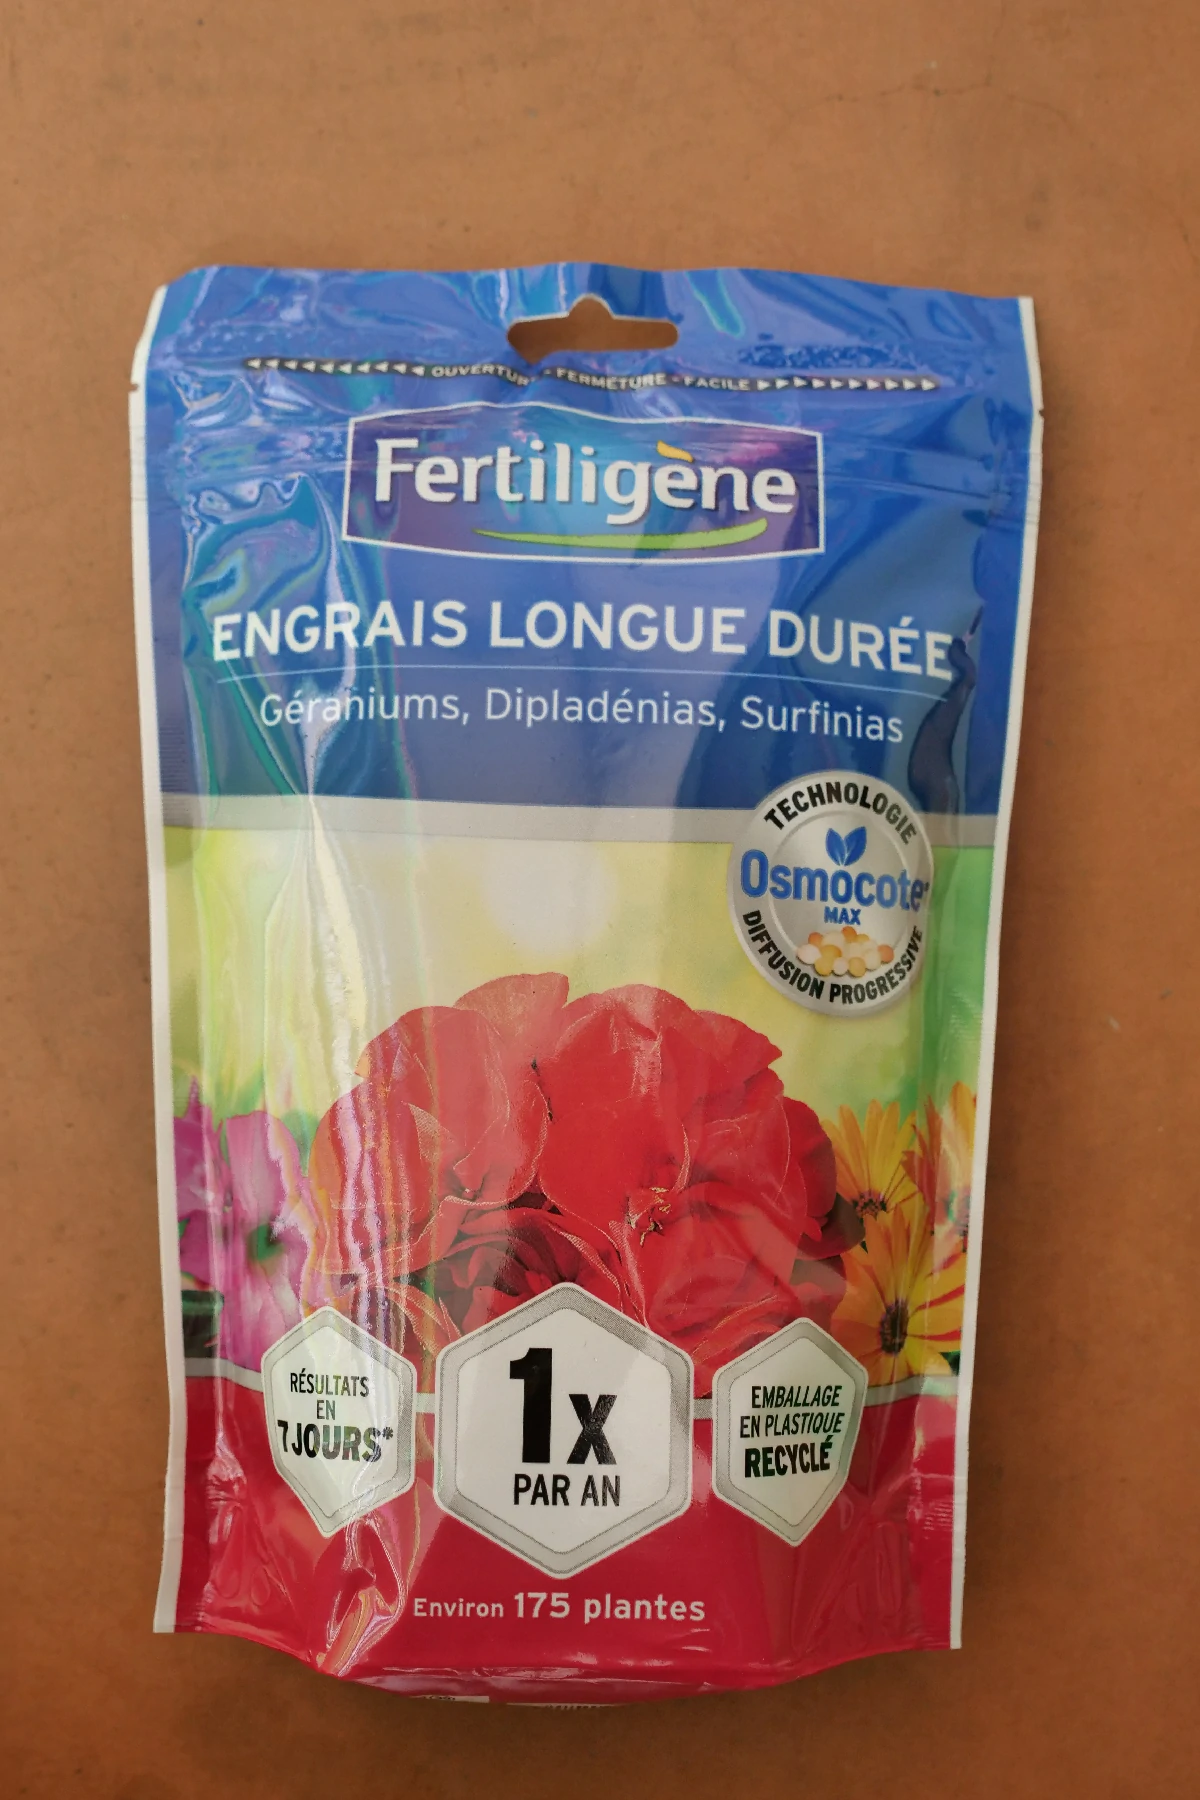 OUVERTURE - FERMETURE - FACILE
Fertiligène
ENGRAIS LONGUE DURÉE
Géraniums, Dipladénias, Surfinias
TECHNOLOGIE
Osmocote
MAX
DIFFUSION PROGRESSIVE
RÉSULTATS
EN
7 JOURS*
1x
PAR AN
EMBALLAGE
EN PLASTIQUE
RECYCLÉ
Environ 175 plantes